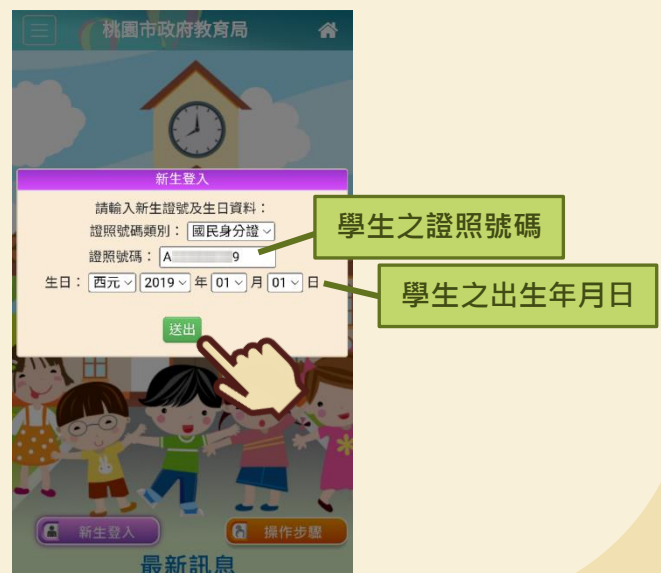 桃園市政府教育局
新生登入
請輸入新生證號及生日資料：
證照號碼類別： 國民身分證
證照號碼： A 9
生日： 西元 2019 年 01 月 01 日
送出
學生之證照號碼
學生之出生年月日
新生登入
操作步驟
最新訊息